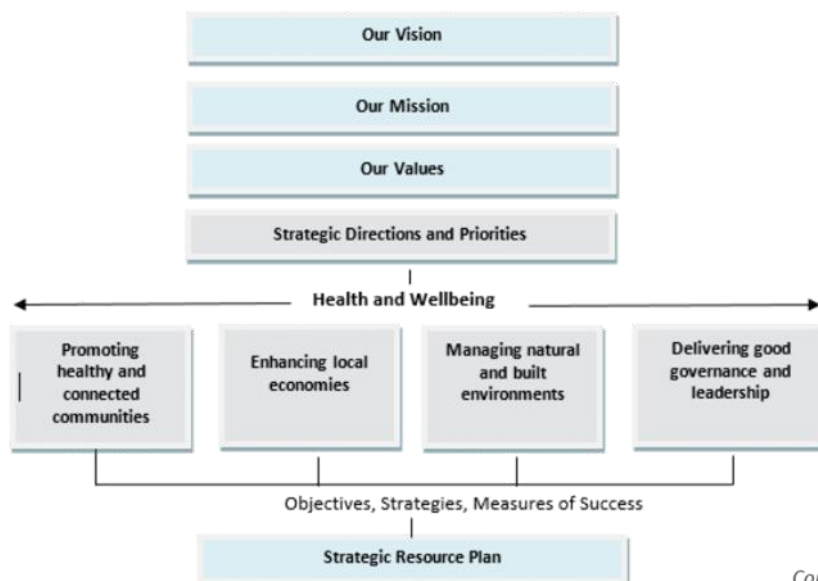 Our Vision
Our Mission
Our Values
Strategic Directions and Priorities
Health and Wellbeing
Promoting
healthy and
connected
communities
Enhancing local
economies
Managing natural
and built
environments
Delivering good
governance and
leadership
Objectives, Strategies, Measures of Success
Strategic Resource Plan